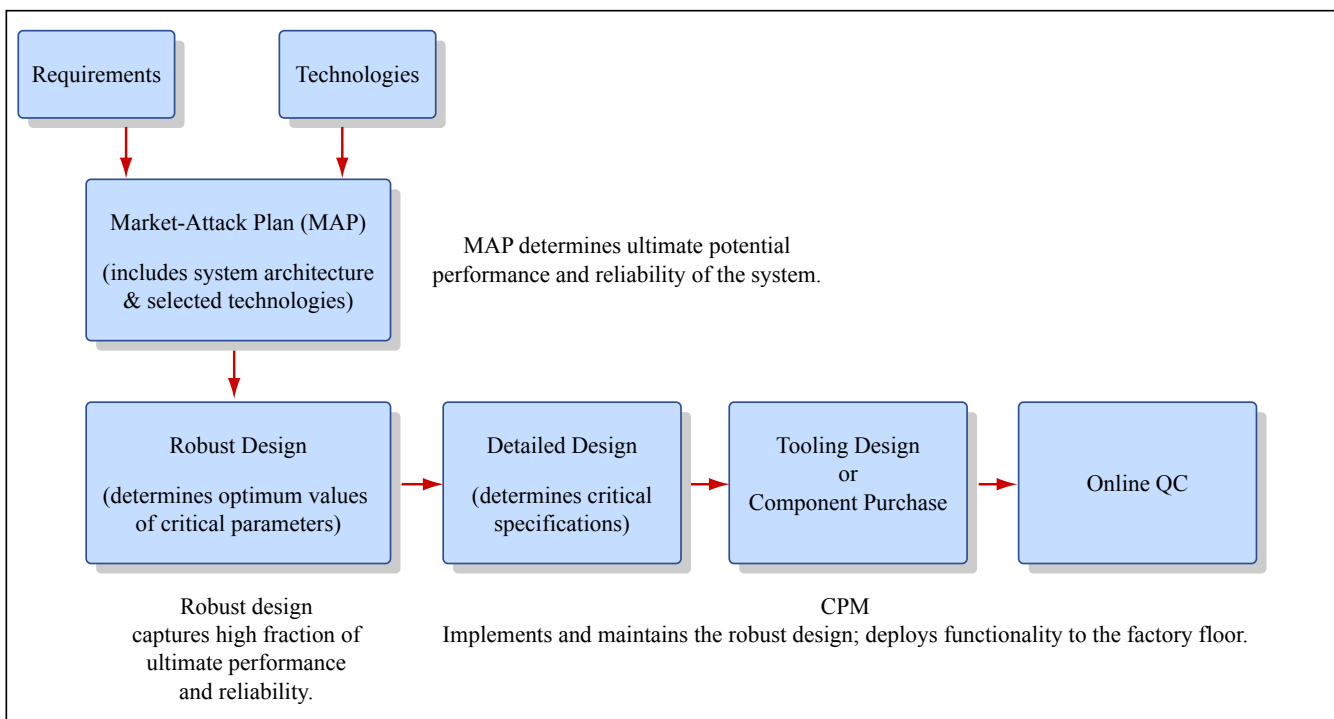 Requirements
Technologies
Market-Attack Plan (MAP)
(includes system architecture
& selected technologies)
MAP determines ultimate potential
performance and reliability of the system.
Robust Design
(determines optimum values
of critical parameters)
Detailed Design
(determines critical
specifications)
Tooling Design
or
Component Purchase
Online QC
Robust design
captures high fraction of
ultimate performance
and reliability.
CPM
Implements and maintains the robust design; deploys functionality to the factory floor.